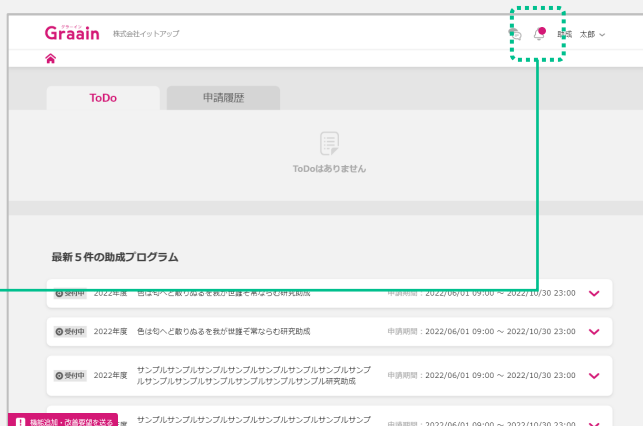 グラーイン
Graain 株式会社イットアップ 助成 太郎
ToDo 申請履歴
ToDoはありません
最新５件の助成プログラム
受付中 2022年度 色は匂へど散りぬるを我が世誰ぞ常ならむ研究助成 申請期間：2022/06/01 09:00 ～ 2022/10/30 23:00
受付中 2022年度 色は匂へど散りぬるを我が世誰ぞ常ならむ研究助成 申請期間：2022/06/01 09:00 ～ 2022/10/30 23:00
受付中 2022年度 サンプルサンプルサンプルサンプルサンプルサンプルサンプルサンプ 申請期間：2022/06/01 09:00 ～ 2022/10/30 23:00
ルサンプルサンプルサンプルサンプルサンプルサンプル研究助成
サンプルサンプルサンプルサンプルサンプルサンプルサンプルサンプ
機能追加・改善要望を送る 度 申請期間：2022/06/01 09:00 ～ 2022/10/30 23:00